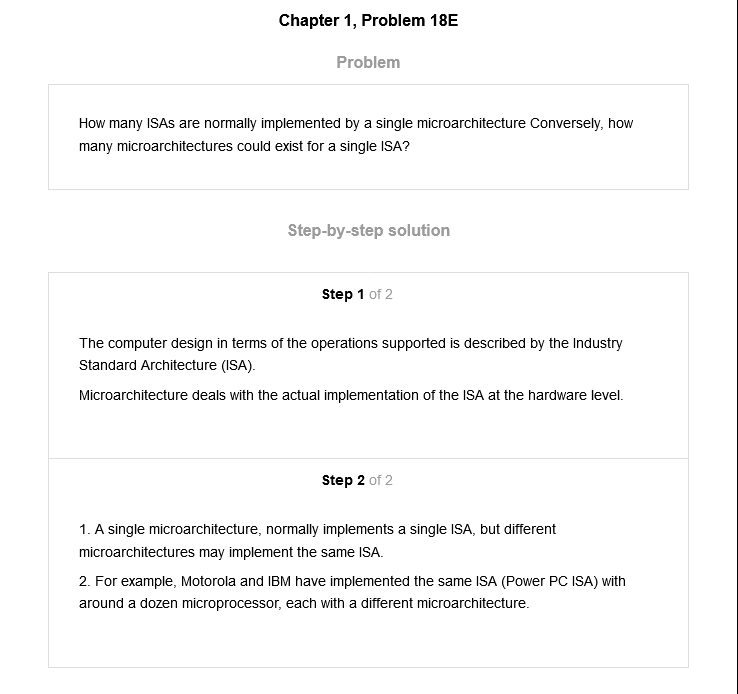 Chapter 1, Problem 18E
Problem
How many ISAs are normally implemented by a single microarchitecture Conversely, how
many microarchitectures could exist for a single ISA?
Step-by-step solution
Step 1 of 2
The computer design in terms of the operations supported is described by the Industry
Standard Architecture (ISA).
Microarchitecture deals with the actual implementation of the ISA at the hardware level.
Step 2 of 2
1. A single microarchitecture, normally implements a single ISA, but different
microarchitectures may implement the same ISA.
2. For example, Motorola and IBM have implemented the same ISA (Power PC ISA) with
around a dozen microprocessor, each with a different microarchitecture.